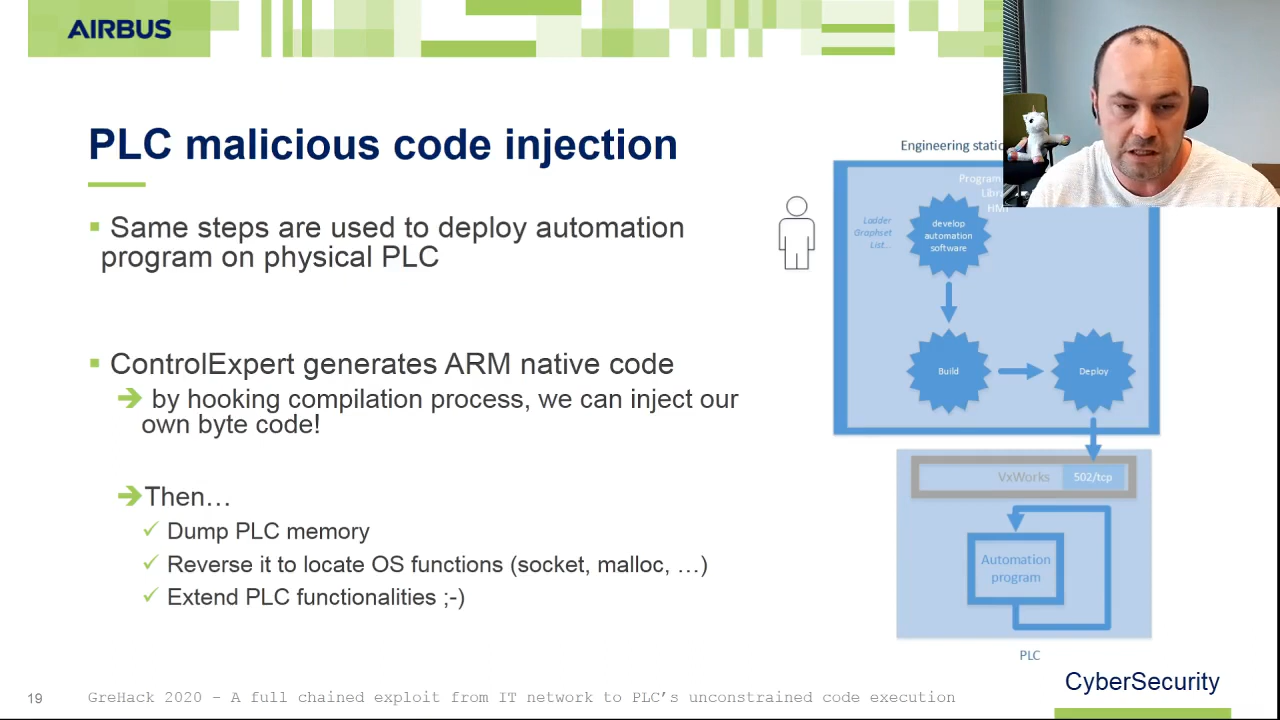 AIRBUS
PLC malicious code injection
Same steps are used to deploy automation
program on physical PLC
ControlExpert generates ARM native code
by hooking compilation process, we can inject our
own byte code!
Then…
Dump PLC memory
Reverse it to locate OS functions (socket, malloc, …)
Extend PLC functionalities ;-)
Engineering
Ladder
Graphset
List...
develop
automation
software
Build
Deploy
VxWorks
502/tcp
Automation
program
PLC
CyberSecurity
19
GreHack 2020 - A full chained exploit from IT network to PLC's unconstrained code execution